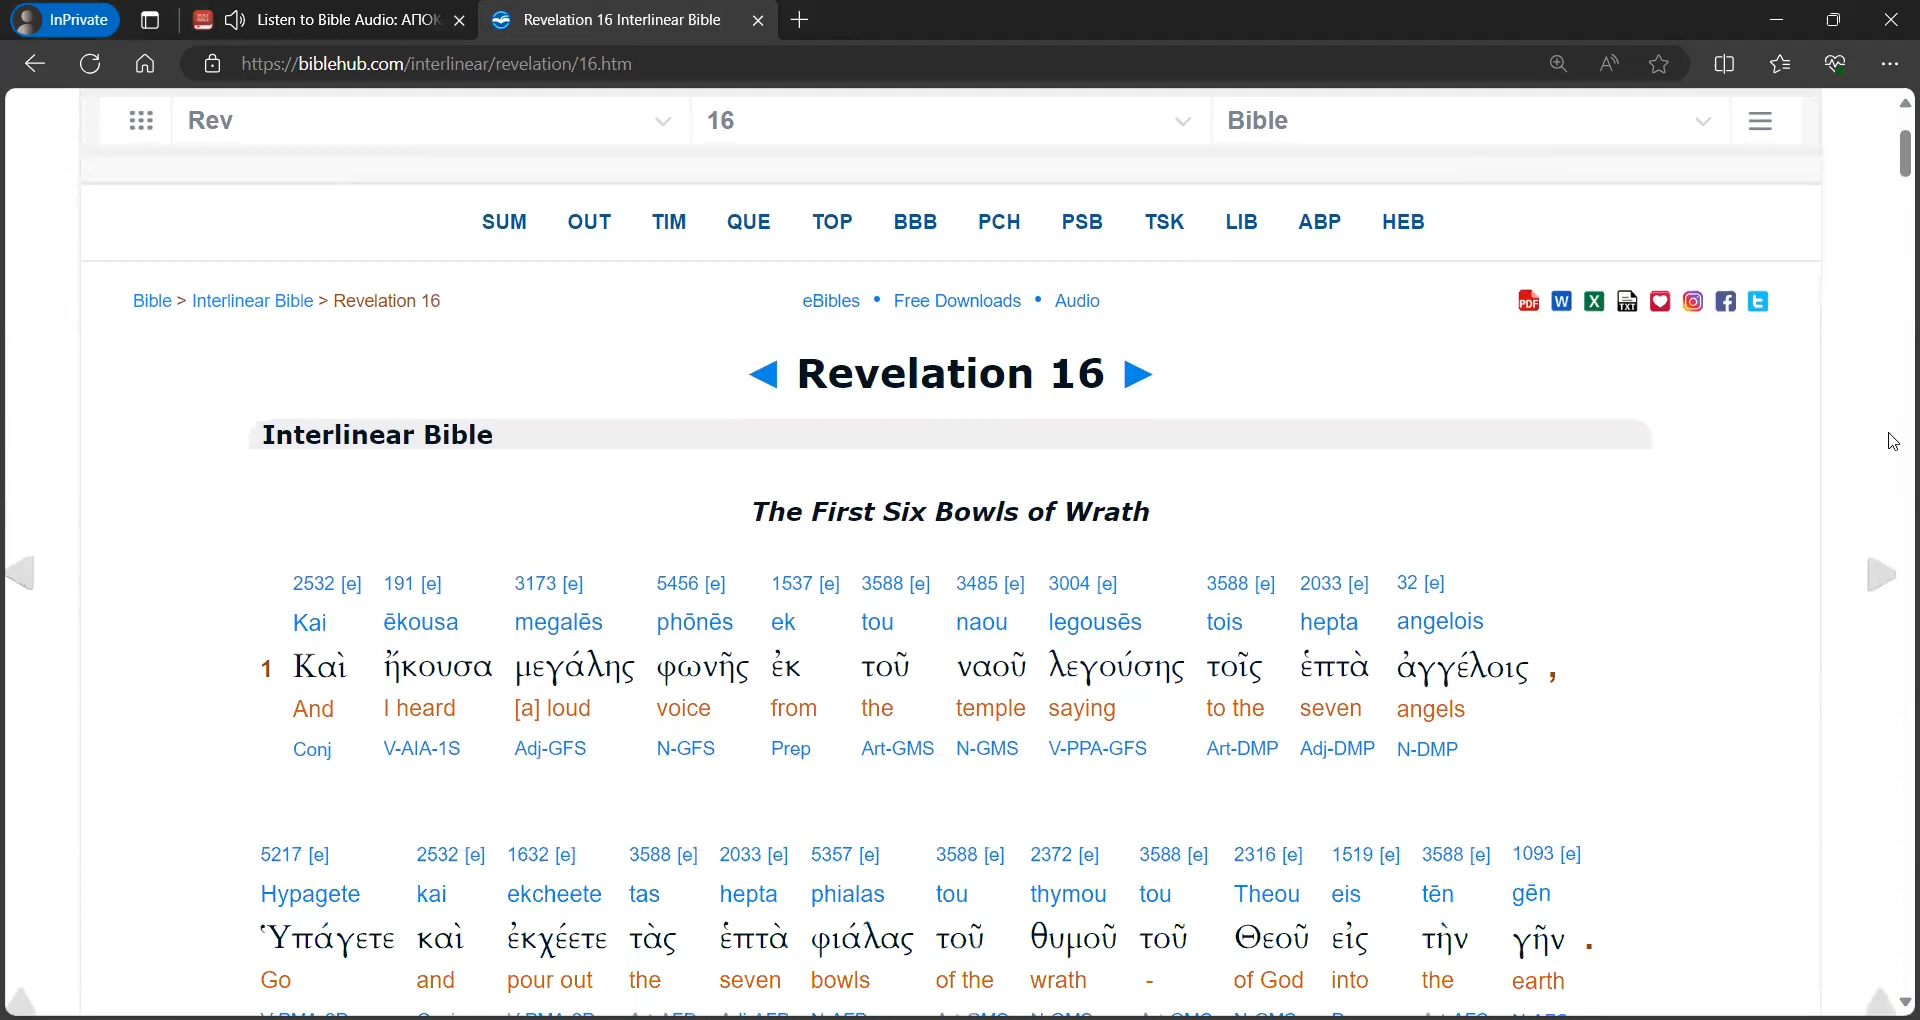 InPrivate
Listen to Bible Audio: ΑΠΟΚ
Revelation 16 Interlinear Bible
https://biblehub.com/interlinear/revelation/16.htm
Rev 16 Bible
SUM OUT TIM QUE TOP BBB PCH PSB TSK LIB ABP HEB
Bible > Interlinear Bible > Revelation 16
eBibles • Free Downloads • Audio
PDF W X TXT
◄ Revelation 16 ►
Interlinear Bible
The First Six Bowls of Wrath
2532 [e] 191 [e] 3173 [e] 5456 [e] 1537 [e] 3588 [e] 3485 [e] 3004 [e] 3588 [e] 2033 [e] 32 [e]
Kai ēkousa megalēs phōnēs ek tou naou legousēs tois hepta angelois
1 Καὶ ἤκουσα μεγάλης φωνῆς ἐκ τοῦ ναοῦ λεγούσης τοῖς ἑπτὰ ἀγγέλοις ,
And I heard [a] loud voice from the temple saying to the seven angels
Conj V-AIA-1S Adj-GFS N-GFS Prep Art-GMS N-GMS V-PPA-GFS Art-DMP Adj-DMP N-DMP
5217 [e] 2532 [e] 1632 [e] 3588 [e] 2033 [e] 5357 [e] 3588 [e] 2372 [e] 3588 [e] 2316 [e] 1519 [e] 3588 [e] 1093 [e]
Hypagete kai ekcheete tas hepta phialas tou thymou tou Theou eis tēn gēn
Ὑπάγετε καὶ ἐκχέετε τὰς ἑπτὰ φιάλας τοῦ θυμοῦ τοῦ Θεοῦ εἰς τὴν γῆν .
Go and pour out the seven bowls of the wrath - of God into the earth